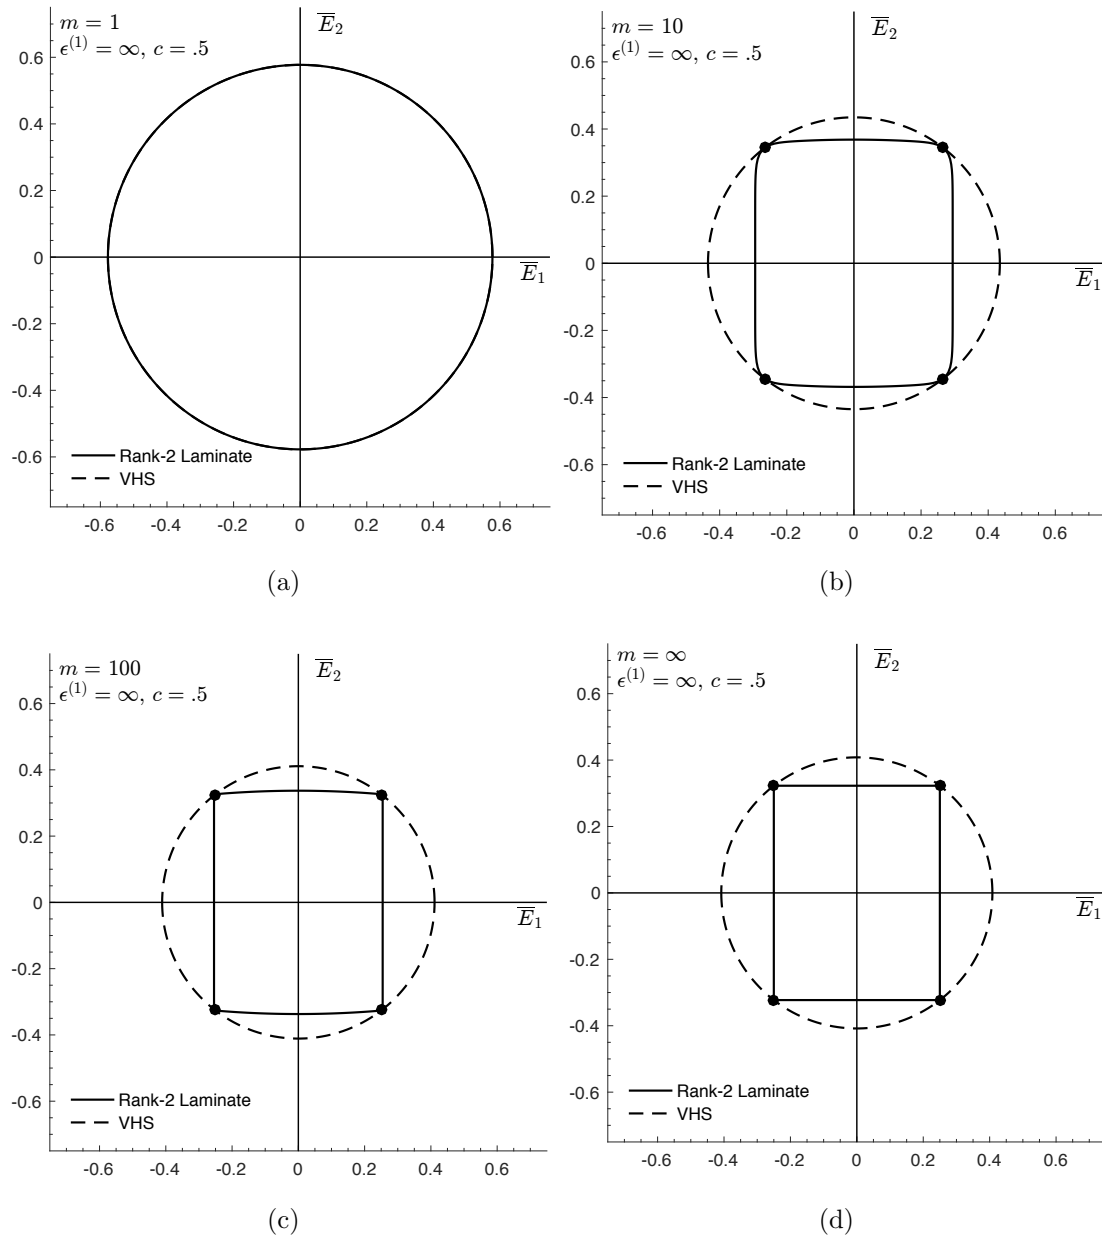 m = 1
ϵ^(1) = ∞, c = .5
E̅₂
0.6
0.4
0.2
0
E̅₁
-0.2
-0.4
-0.6
Rank-2 Laminate
VHS
-0.6 -0.4 -0.2 0 0.2 0.4 0.6
(a)
m = 10
ϵ^(1) = ∞, c = .5
E̅₂
0.6
0.4
0.2
0
E̅₁
-0.2
-0.4
-0.6
Rank-2 Laminate
VHS
-0.6 -0.4 -0.2 0 0.2 0.4 0.6
(b)
m = 100
ϵ^(1) = ∞, c = .5
E̅₂
0.6
0.4
0.2
0
E̅₁
-0.2
-0.4
-0.6
Rank-2 Laminate
VHS
-0.6 -0.4 -0.2 0 0.2 0.4 0.6
(c)
m = ∞
ϵ^(1) = ∞, c = .5
E̅₂
0.6
0.4
0.2
0
E̅₁
-0.2
-0.4
-0.6
Rank-2 Laminate
VHS
-0.6 -0.4 -0.2 0 0.2 0.4 0.6
(d)